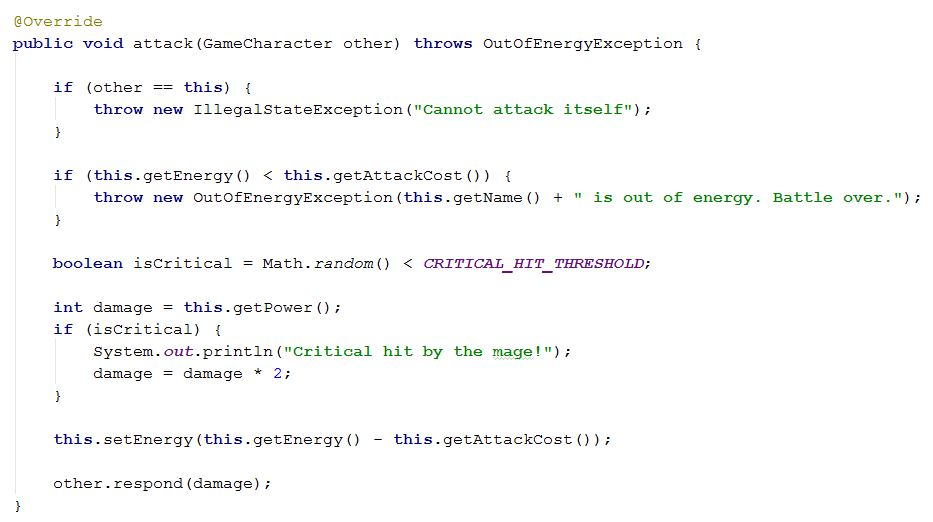 @Override
public void attack(GameCharacter other) throws OutOfEnergyException {
if (other == this) {
throw new IllegalStateException("Cannot attack itself");
}
if (this.getEnergy() < this.getAttackCost()) {
throw new OutOfEnergyException(this.getName() + " is out of energy. Battle over.");
}
boolean isCritical = Math.random() < CRITICAL_HIT_THRESHOLD;
int damage = this.getPower();
if (isCritical) {
System.out.println("Critical hit by the mage!");
damage = damage * 2;
}
this.setEnergy(this.getEnergy() - this.getAttackCost());
other.respond(damage);
}